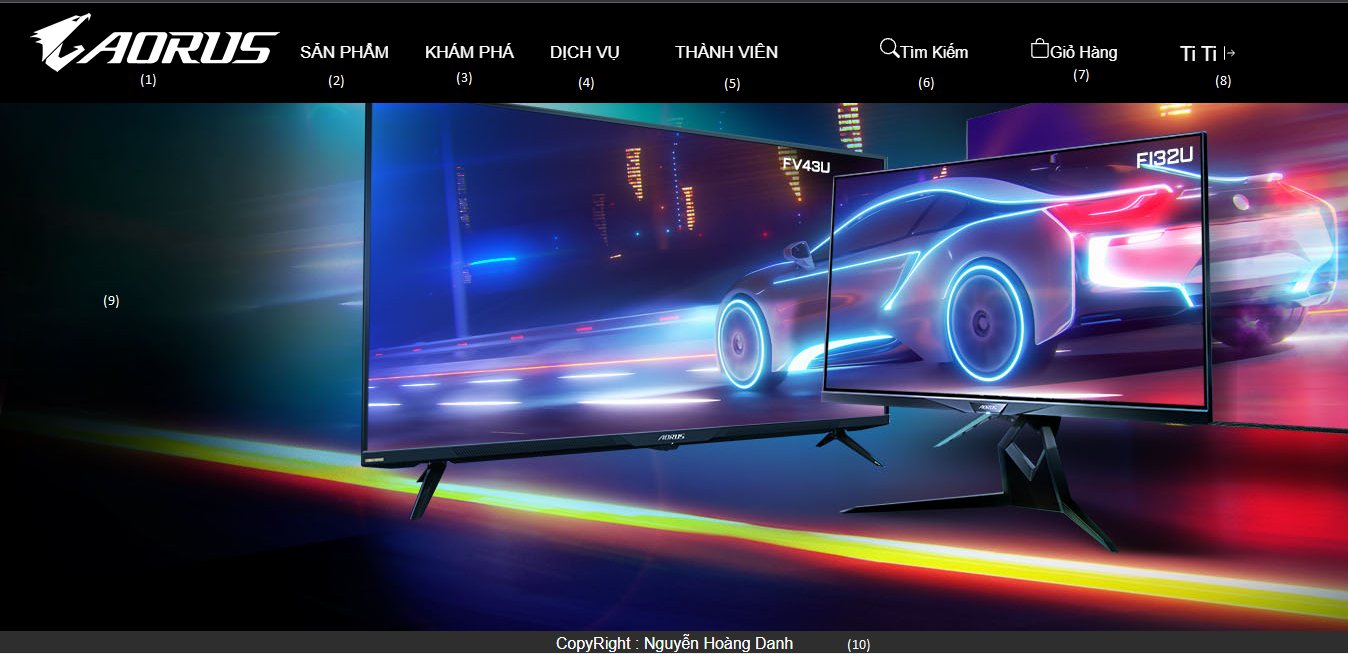 AORUS SẢN PHẨM KHÁM PHÁ DỊCH VỤ THÀNH VIÊN Tìm Kiếm Giỏ Hàng Ti Ti
(1) (2) (3) (4) (5) (6) (7) (8)
FV43U FI32U
(9)
AORUS
AORUS
CopyRight : Nguyễn Hoàng Danh (10)